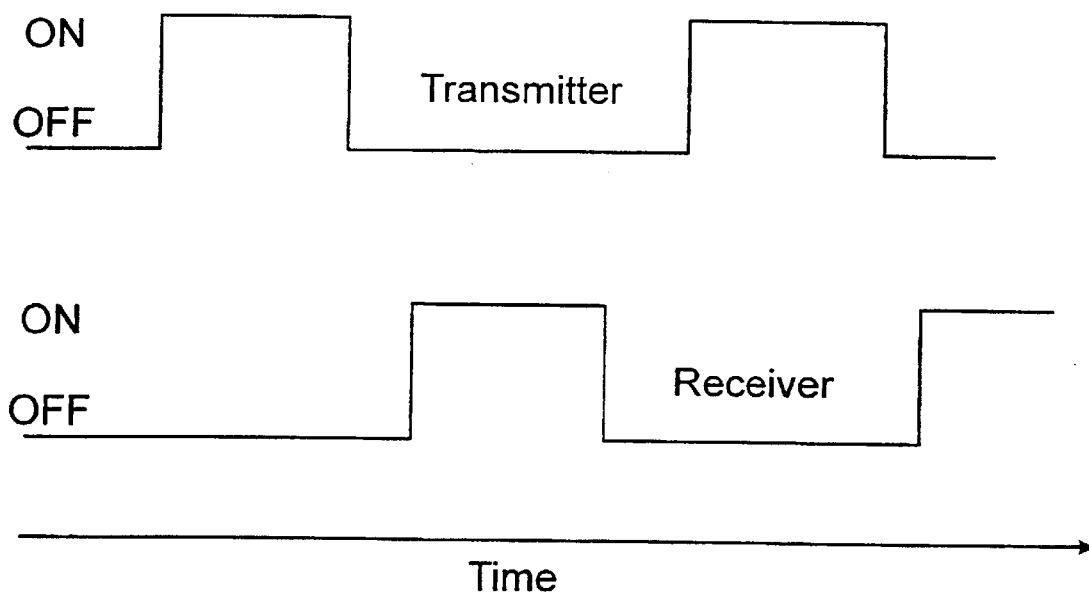 ON
Transmitter
OFF
ON
Receiver
OFF
Time